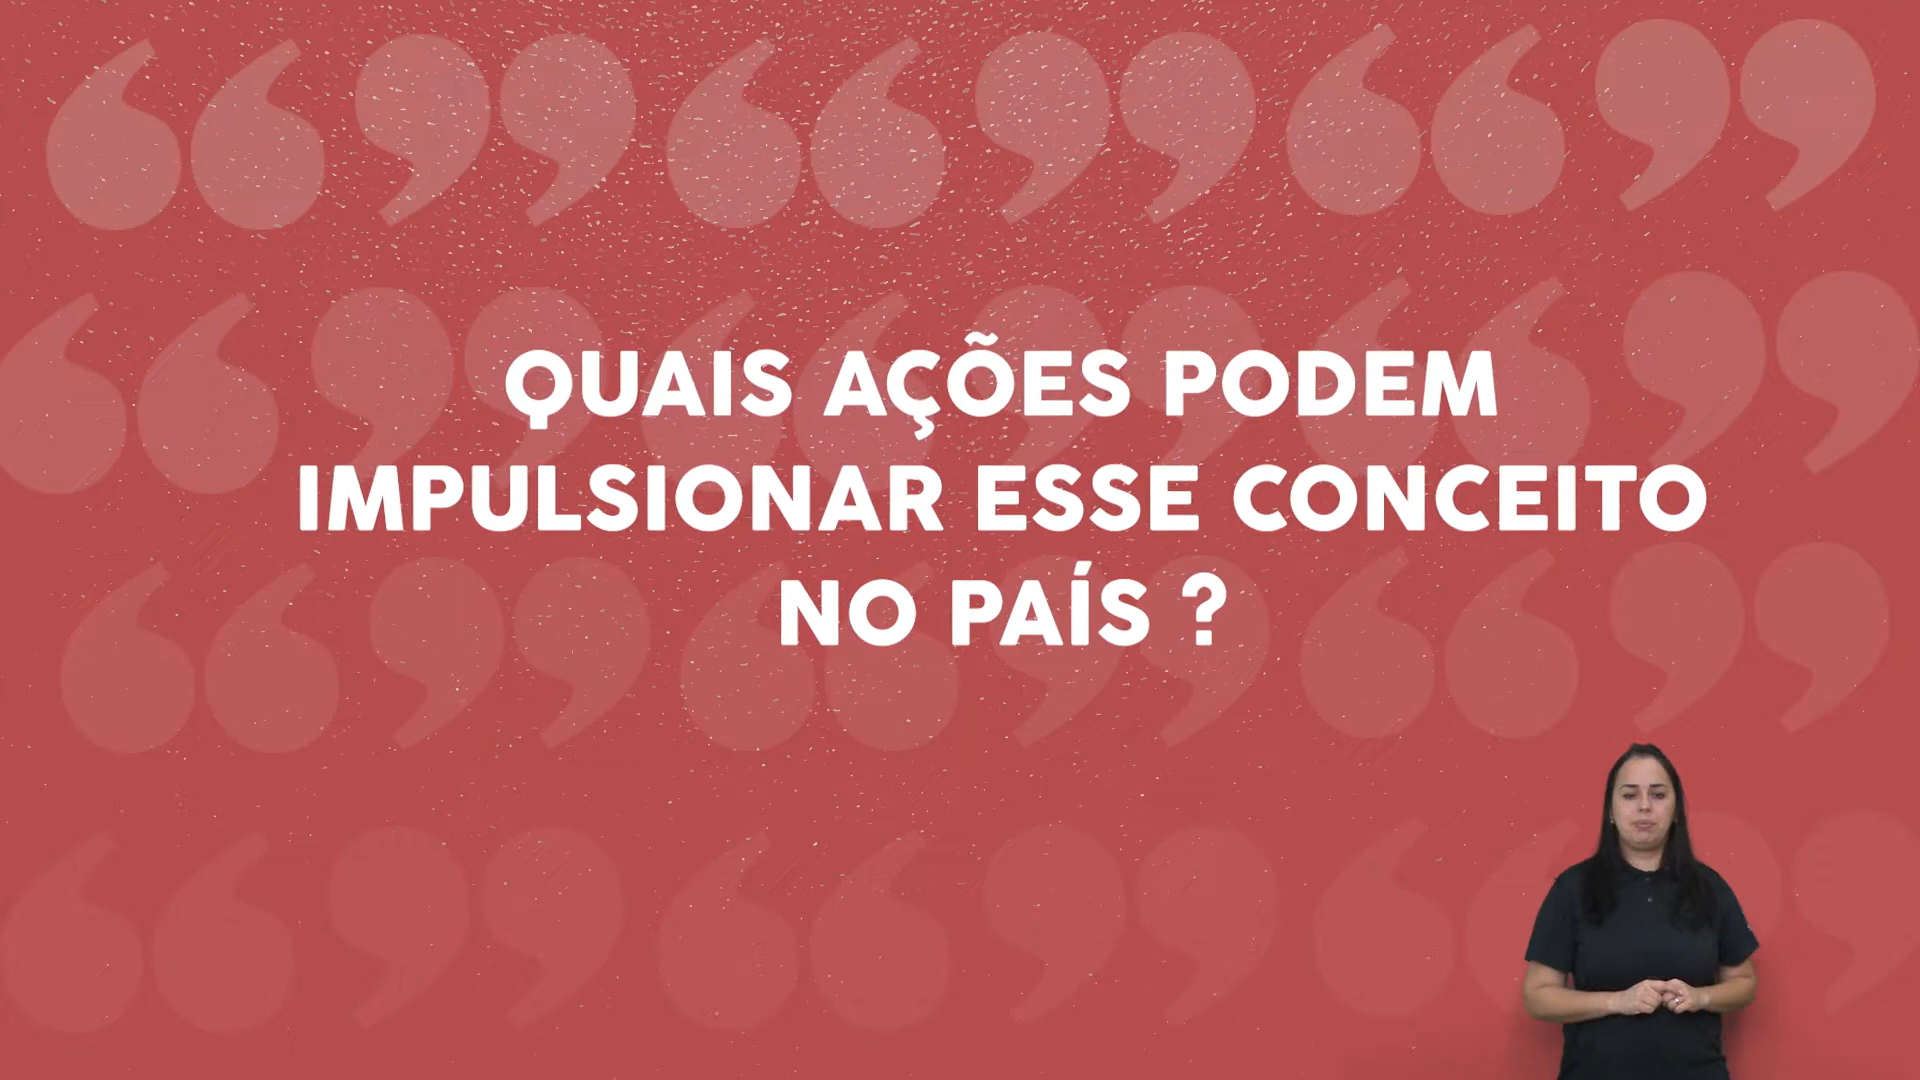 QUAIS AÇÕES PODEM
IMPULSIONAR ESSE CONCEITO
NO PAÍS ?